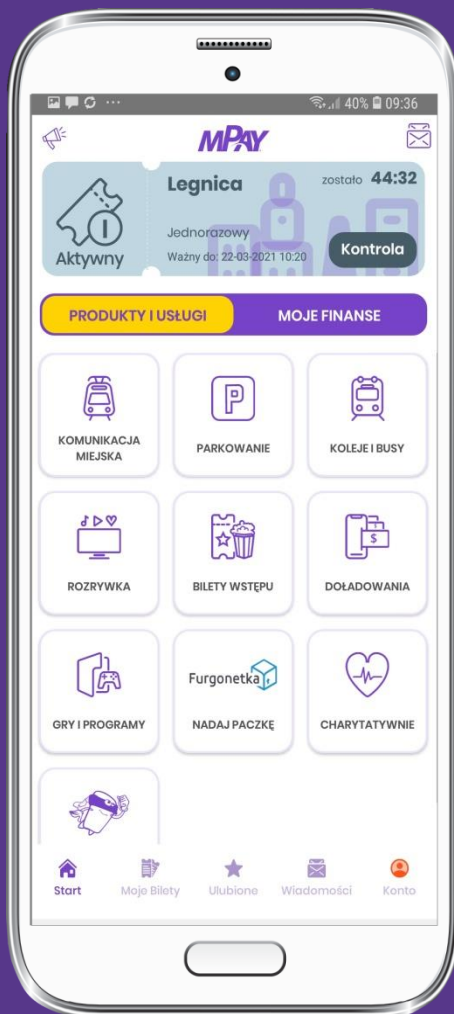 40% 09:36
mPAY
Legnica
zostało 44:32
Jednorazowy
Aktywny
Ważny do: 22-03-2021 10:20
Kontrola
PRODUKTY I USŁUGI
MOJE FINANSE
KOMUNIKACJA
MIEJSKA
PARKOWANIE
KOLEJE I BUSY
ROZRYWKA
BILETY WSTĘPU
DOŁADOWANIA
GRY I PROGRAMY
Furgonetka
NADAJ PACZKĘ
CHARYTATYWNIE
Start
Moje Bilety
Ulubione
Wiadomości
Konto